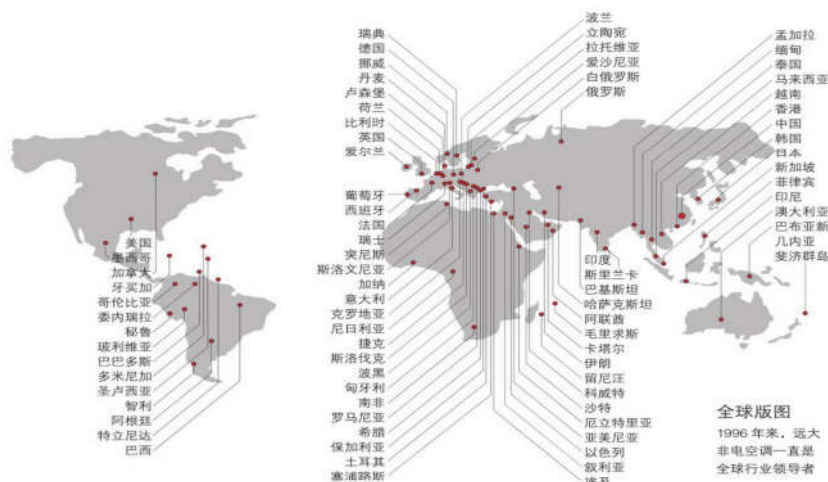 瑞典
德国
挪威
丹麦
卢森堡
荷兰
比利时
英国
爱尔兰
波兰
立陶宛
拉托维亚
爱沙尼亚
白俄罗斯
俄罗斯
孟加拉
缅甸
泰国
马来西亚
越南
香港
中国
韩国
日本
新加坡
菲律宾
印尼
澳大利亚
巴布亚新
几内亚
斐济群岛
美国
墨西哥
加拿大
牙买加
哥伦比亚
委内瑞拉
秘鲁
玻利维亚
巴巴多斯
多米尼加
圣卢西亚
智利
阿根廷
特立尼达
巴西
葡萄牙
西班牙
法国
瑞士
突尼斯
斯洛文尼亚
加纳
意大利
克罗地亚
尼日利亚
捷克
斯洛伐克
波黑
匈牙利
南非
罗马尼亚
希腊
保加利亚
土耳其
塞浦路斯
印度
斯里兰卡
巴基斯坦
哈萨克斯坦
阿联酋
毛里求斯
卡塔尔
伊朗
留尼汪
科威特
沙特
厄立特里亚
亚美尼亚
以色列
叙利亚
埃及
全球版图
1996 年来，远大
非电空调一直是
全球行业领导者